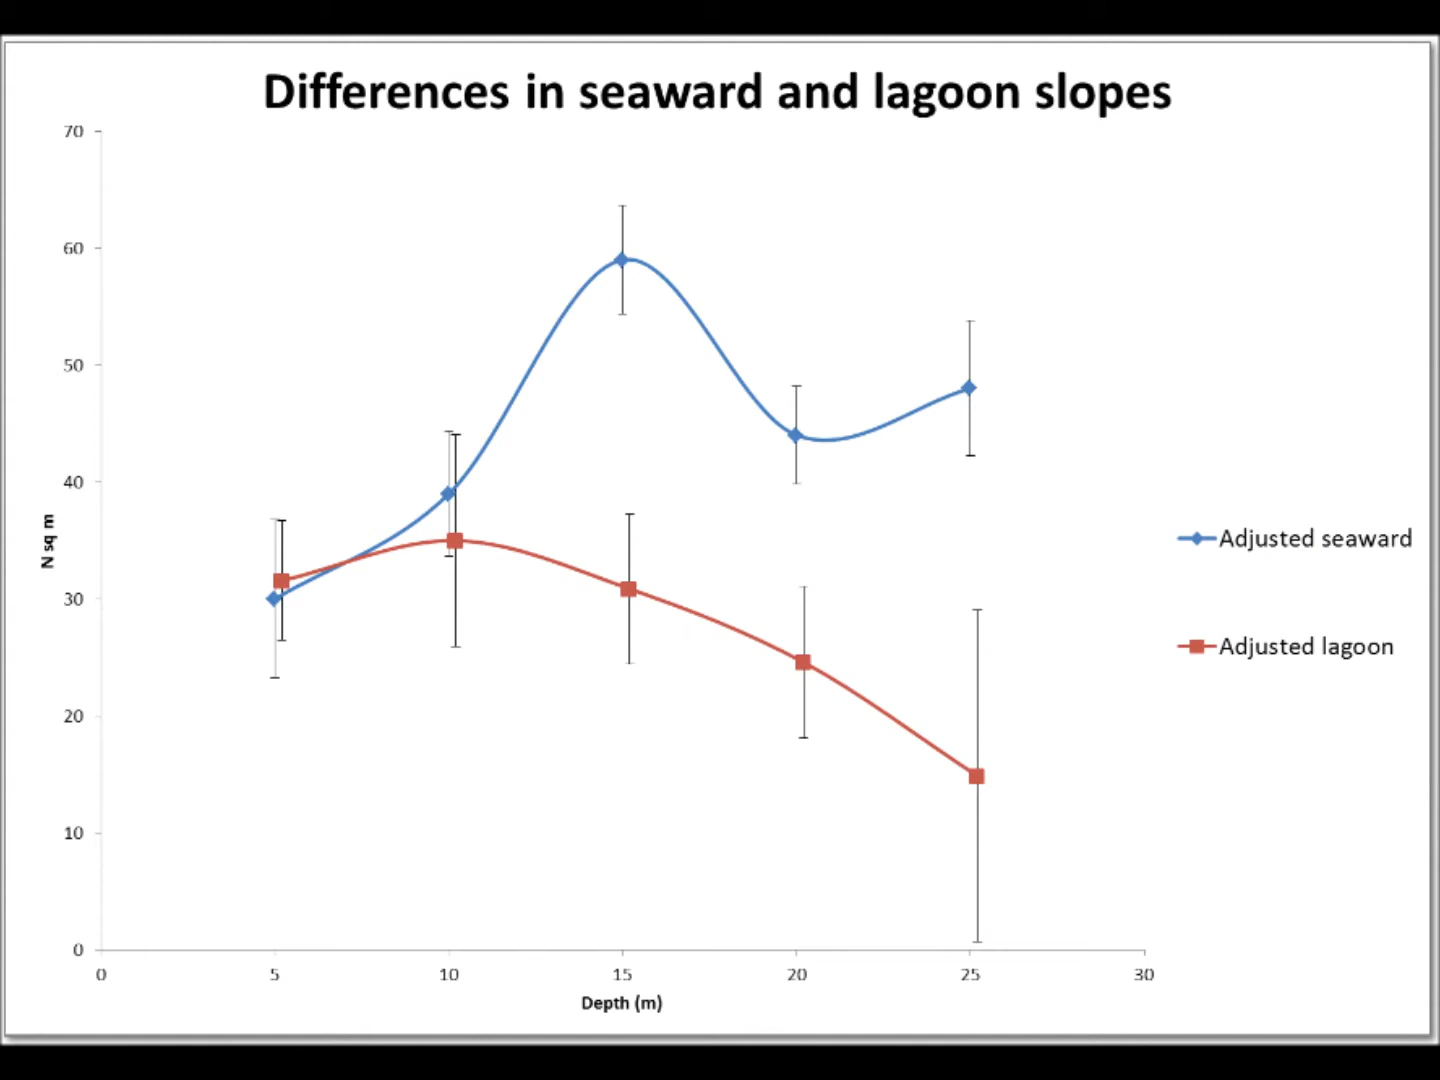 Differences in seaward and lagoon slopes
70
60
50
40
30
20
10
0
N sq m
0 5 10 15 20 25 30
Depth (m)
Adjusted seaward
Adjusted lagoon